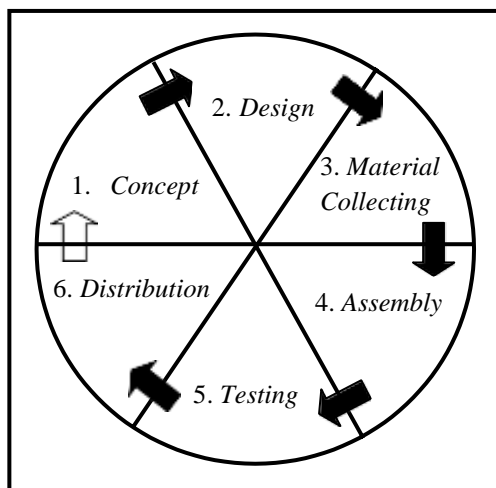 1. Concept
2. Design
3. Material
Collecting
4. Assembly
5. Testing
6. Distribution